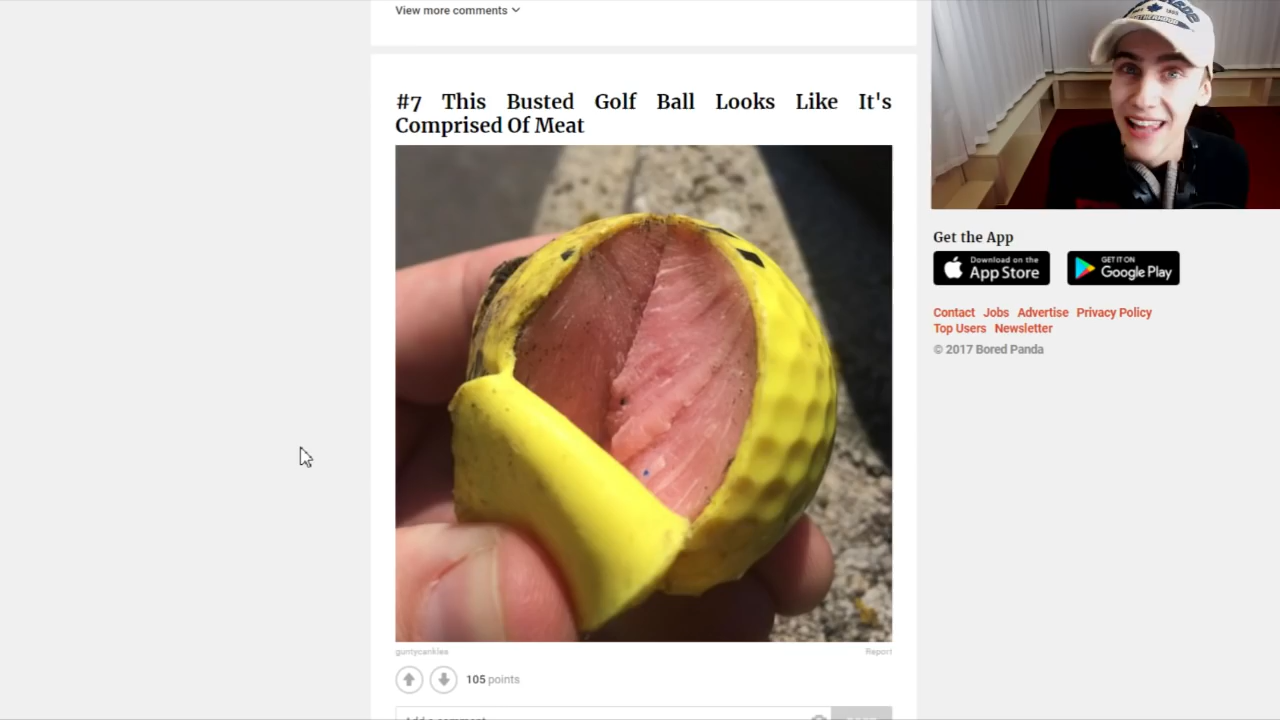 View more comments
#7 This Busted Golf Ball Looks Like It's
Comprised Of Meat
guntycankles
Report
105 points
Add a comment
Get the App
Download on the
App Store
GET IT ON
Google Play
Contact Jobs Advertise Privacy Policy
Top Users Newsletter
© 2017 Bored Panda